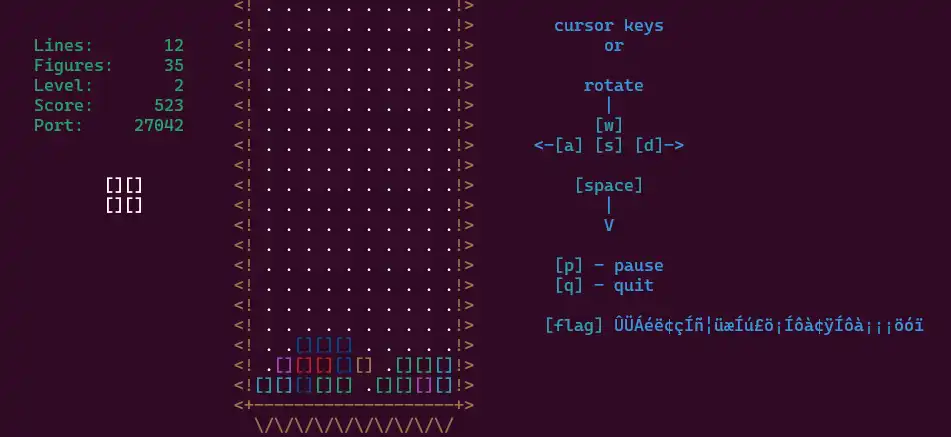 <! . . . . . . . . . .!>
<! . . . . . . . . . .!> cursor keys
Lines: 12 <! . . . . . . . . . .!> or
Figures: 35 <! . . . . . . . . . .!>
Level: 2 <! . . . . . . . . . .!> rotate
Score: 523 <! . . . . . . . . . .!> |
Port: 27042 <! . . . . . . . . . .!> [w]
<! . . . . . . . . . .!> <-[a] [s] [d]->
<! . . . . . . . . . .!>
[][] <! . . . . . . . . . .!> [space]
[][] <! . . . . . . . . . .!> |
<! . . . . . . . . . .!> V
<! . . . . . . . . . .!>
<! . . . . . . . . . .!> [p] - pause
<! . . . . . . . . . .!> [q] - quit
<! . . . . . . . . . .!>
<! . . . . . . . . . .!> [flag] ÛÜÁéë¢çÍñ¦üæÍú£ö¡Íôà¢ÿÍôà¡¡¡öóï
<! . .[][][] . . . . .!>
<! .[][][][][] .[][][]!>
<![][][][][] .[][][][]!>
<+--------------------+>
\/\/\/\/\/\/\/\/\/\/